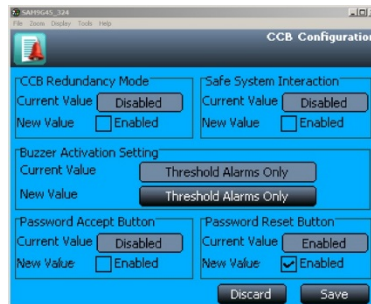 SAM9G45_324
File Zoom Display Tools Help
CCB Configuration
CCB Redundancy Mode
Current Value Disabled
New Value Enabled
Safe System Interaction
Current Value Disabled
New Value Enabled
Buzzer Activation Setting
Current Value Threshold Alarms Only
New Value Threshold Alarms Only
Password Accept Button
Current Value Disabled
New Value Enabled
Password Reset Button
Current Value Enabled
New Value Enabled
Discard Save